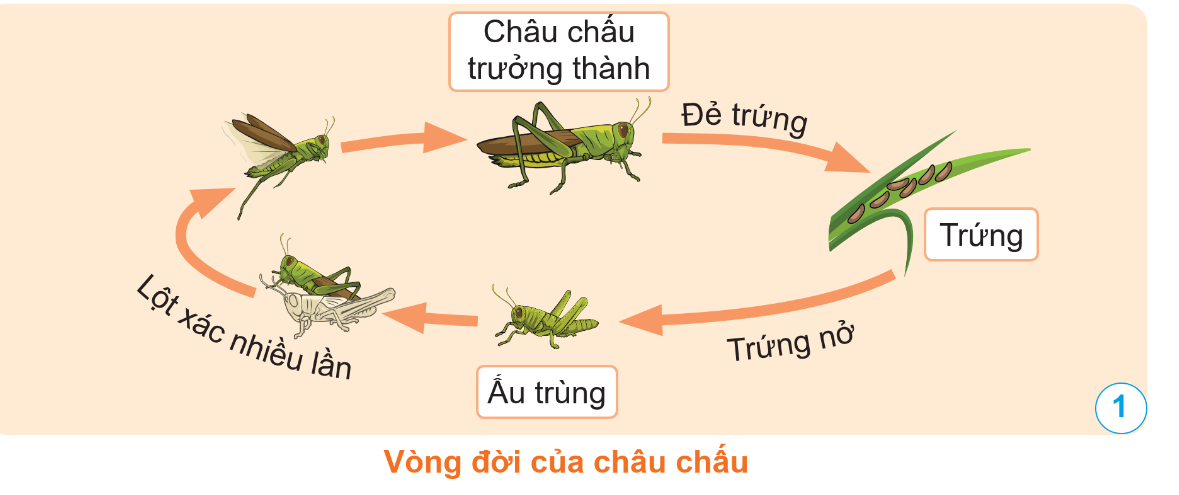 Châu chấu
trưởng thành
Đẻ trứng
Trứng
Trứng nở
Ấu trùng
Lột xác nhiều lần
1
Vòng đời của châu chấu